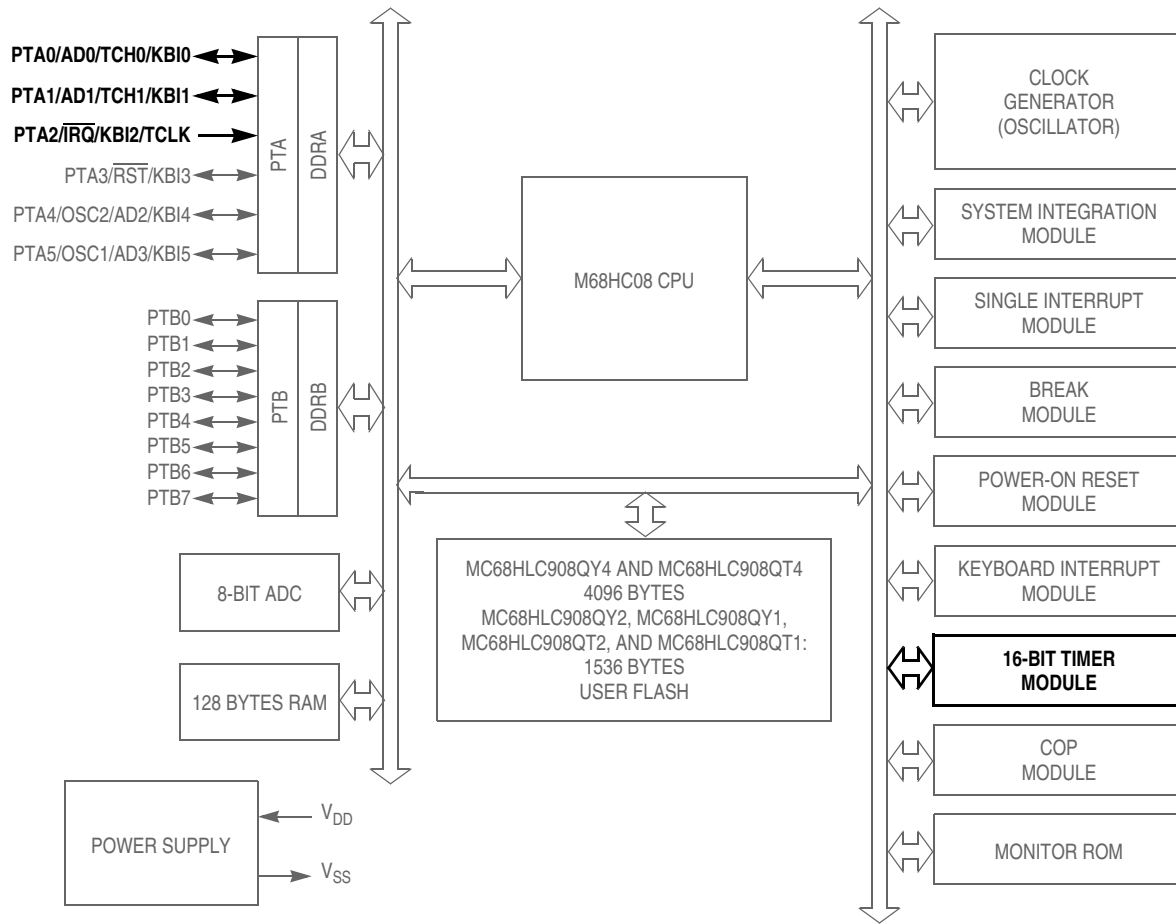 PTA0/AD0/TCH0/KBI0
PTA1/AD1/TCH1/KBI1
PTA2/I̅R̅Q̅/KBI2/TCLK
PTA3/R̅S̅T̅/KBI3
PTA4/OSC2/AD2/KBI4
PTA5/OSC1/AD3/KBI5
PTA
DDRA
PTB0
PTB1
PTB2
PTB3
PTB4
PTB5
PTB6
PTB7
PTB
DDRB
8-BIT ADC
128 BYTES RAM
POWER SUPPLY
VDD
VSS
M68HC08 CPU
MC68HLC908QY4 AND MC68HLC908QT4
4096 BYTES
MC68HLC908QY2, MC68HLC908QY1,
MC68HLC908QT2, AND MC68HLC908QT1:
1536 BYTES
USER FLASH
CLOCK
GENERATOR
(OSCILLATOR)
SYSTEM INTEGRATION
MODULE
SINGLE INTERRUPT
MODULE
BREAK
MODULE
POWER-ON RESET
MODULE
KEYBOARD INTERRUPT
MODULE
16-BIT TIMER
MODULE
COP
MODULE
MONITOR ROM